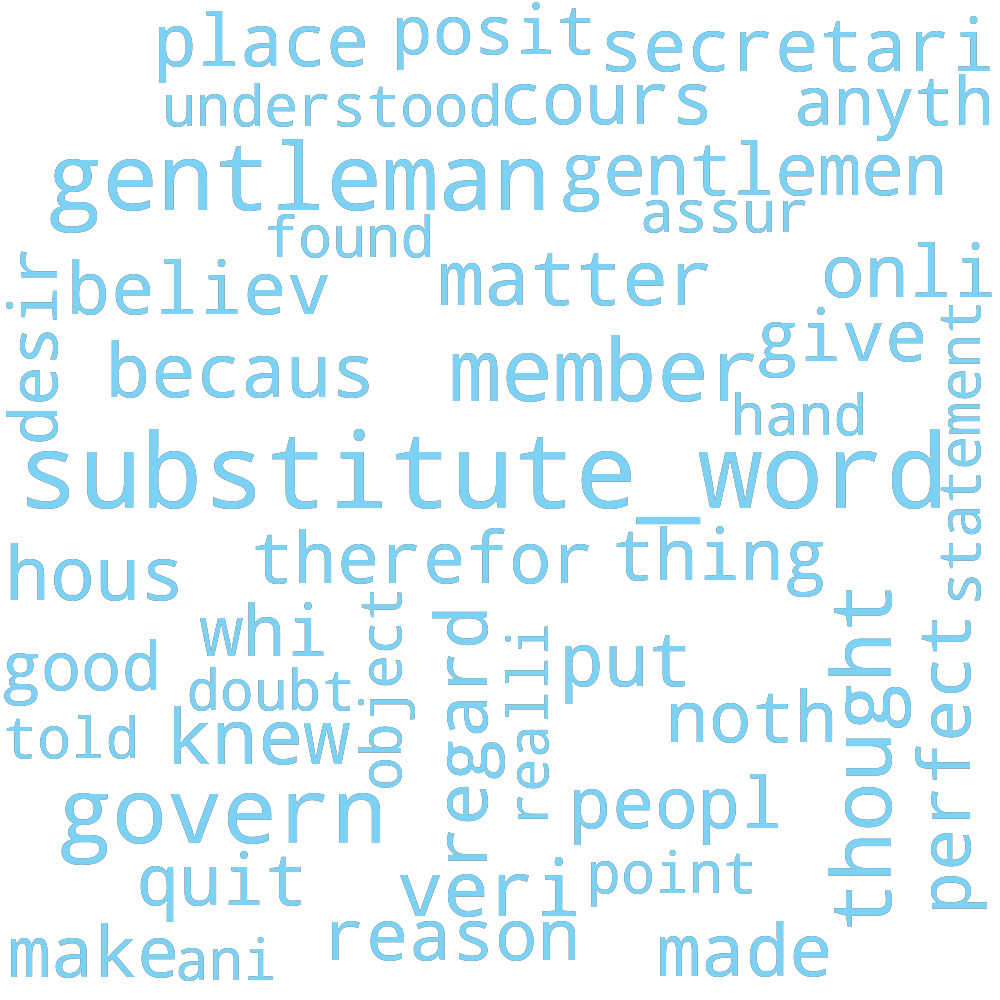 place posit secretari
understood cours anyth
gentleman gentlemen
found assur
desir believ matter onli
becaus member give
hand statement
substitute_word
hous therefor thing
whi object regard realli thought perfect
good doubt put
told knew noth
govern peopl
quit veri point
make ani reason made